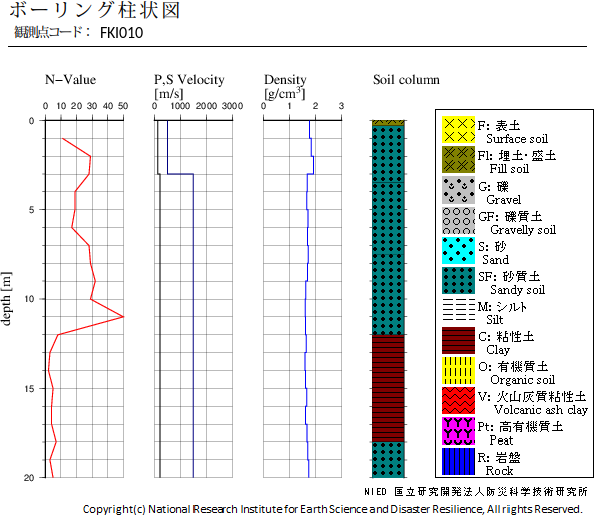 ボーリング柱状図
観測点コード： FKI010
N−Value
P,S Velocity
[m/s]
Density
[g/cm³]
Soil column
0 10 20 30 40 50
0 1000 2000 3000
0 1 2 3
0
5
10
15
20
depth [m]
F: 表土
Surface soil
Fl: 埋土・盛土
Fill soil
G: 礫
Gravel
GF: 礫質土
Gravelly soil
S: 砂
Sand
SF: 砂質土
Sandy soil
M: シルト
Silt
C: 粘性土
Clay
O: 有機質土
Organic soil
V: 火山灰質粘性土
Volcanic ash clay
Pt: 高有機質土
Peat
R: 岩盤
Rock
NIED 国立研究開発法人防災科学技術研究所
Copyright(c) National Research Institute for Earth Science and Disaster Resilience, All rights Reserved.